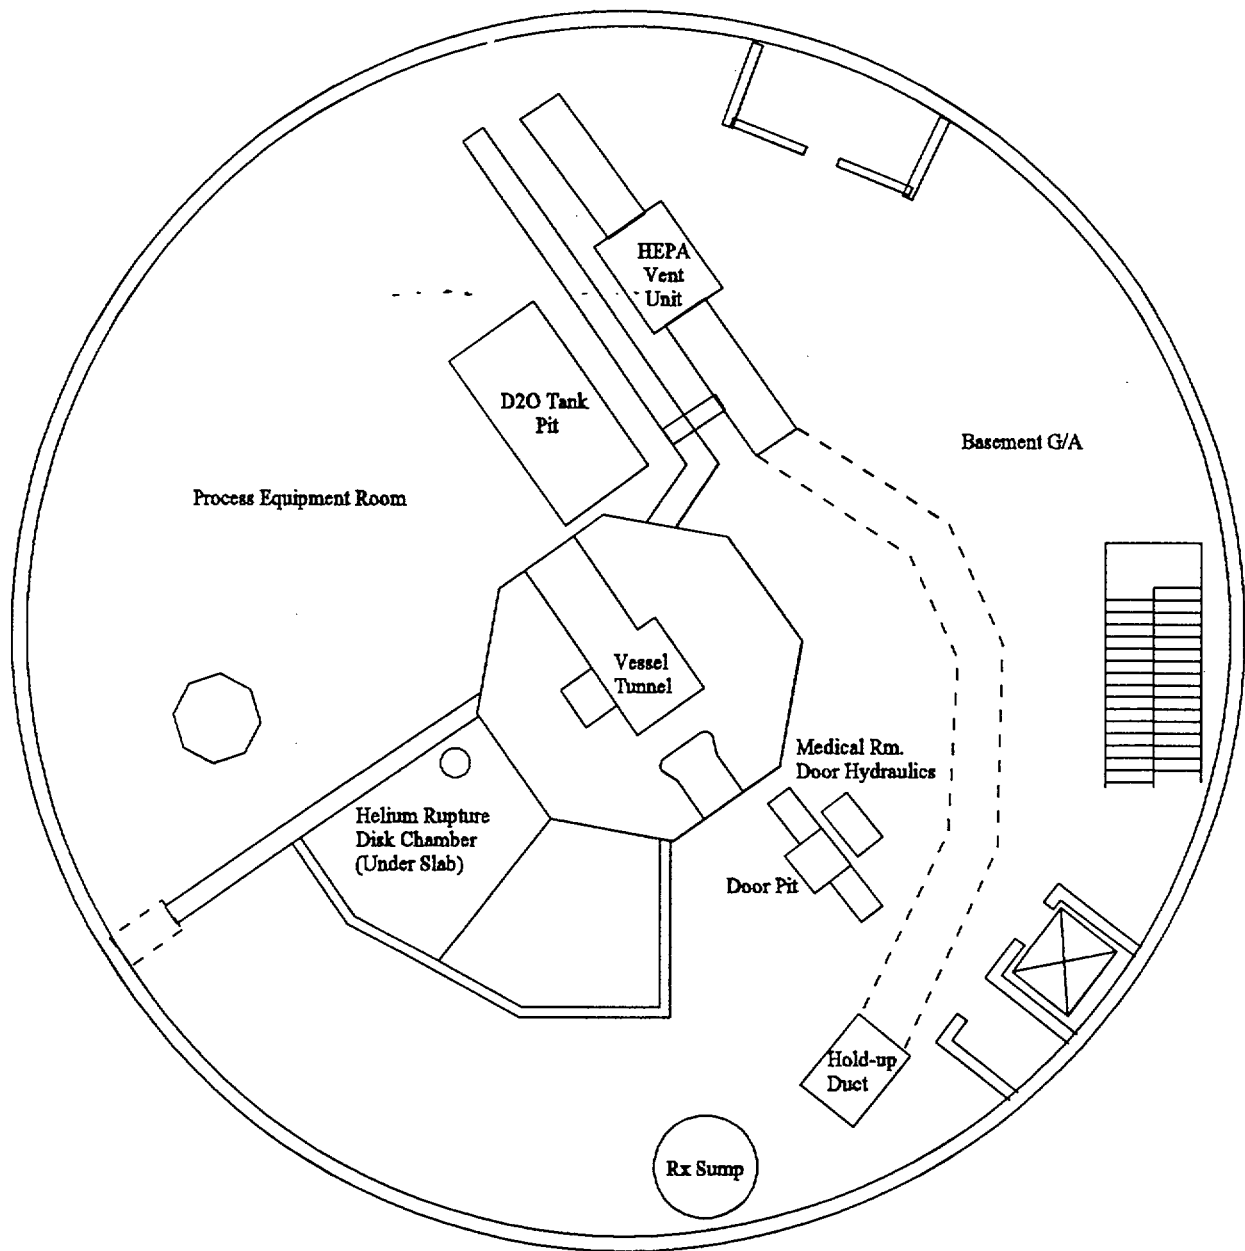 HEPA
Vent
Unit
D2O Tank
Pit
Basement G/A
Process Equipment Room
Vessel
Tunnel
Medical Rm.
Door Hydraulics
Helium Rupture
Disk Chamber
(Under Slab)
Door Pit
Hold-up
Duct
Rx Sump